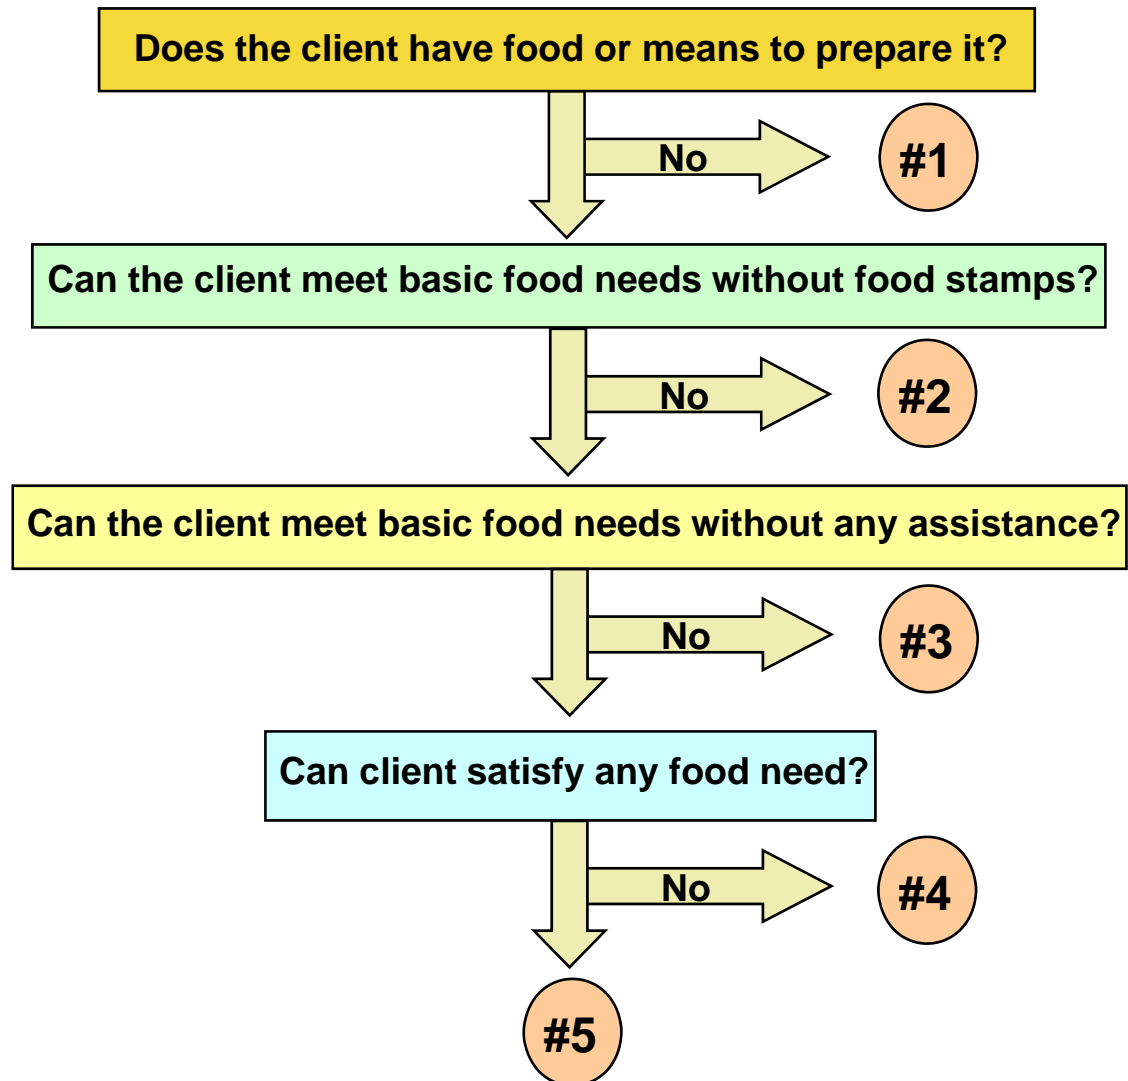 Does the client have food or means to prepare it?
No
#1
Can the client meet basic food needs without food stamps?
No
#2
Can the client meet basic food needs without any assistance?
No
#3
Can client satisfy any food need?
No
#4
#5